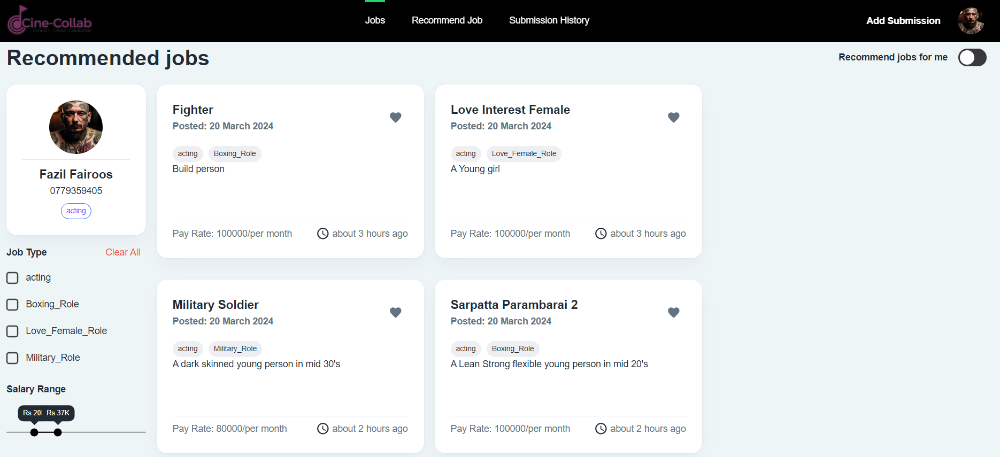 Cine-Collab
Connect | Create | Collabarate
Jobs
Recommend Job
Submission History
Add Submission
Recommended jobs
Recommend jobs for me
Fazil Fairoos
0779359405
acting
Job Type
Clear All
acting
Boxing_Role
Love_Female_Role
Military_Role
Salary Range
Rs 20
Rs 37K
Fighter
Posted: 20 March 2024
acting
Boxing_Role
Build person
Pay Rate: 100000/per month
about 3 hours ago
Love Interest Female
Posted: 20 March 2024
acting
Love_Female_Role
A Young girl
Pay Rate: 100000/per month
about 3 hours ago
Military Soldier
Posted: 20 March 2024
acting
Military_Role
A dark skinned young person in mid 30's
Pay Rate: 80000/per month
about 2 hours ago
Sarpatta Parambarai 2
Posted: 20 March 2024
acting
Boxing_Role
A Lean Strong flexible young person in mid 20's
Pay Rate: 100000/per month
about 2 hours ago